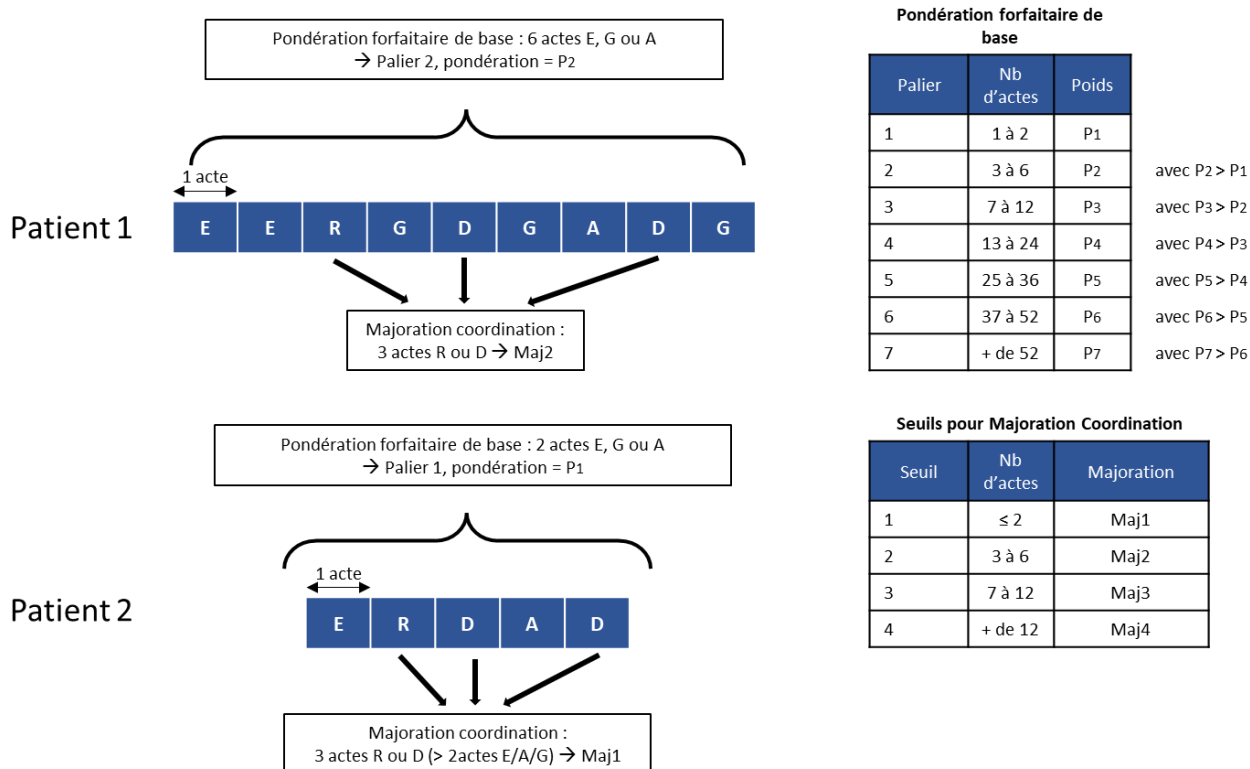 Pondération forfaitaire de base : 6 actes E, G ou A
→ Palier 2, pondération = P2
1 acte
Patient 1
E E R G D G A D G
Majoration coordination :
3 actes R ou D → Maj2
Pondération forfaitaire de base : 2 actes E, G ou A
→ Palier 1, pondération = P1
1 acte
Patient 2
E R D A D
Majoration coordination :
3 actes R ou D (> 2actes E/A/G) → Maj1
Pondération forfaitaire de
base
Palier Nb d'actes Poids
1 1 à 2 P1
2 3 à 6 P2 avec P2 > P1
3 7 à 12 P3 avec P3 > P2
4 13 à 24 P4 avec P4 > P3
5 25 à 36 P5 avec P5 > P4
6 37 à 52 P6 avec P6 > P5
7 + de 52 P7 avec P7 > P6
Seuils pour Majoration Coordination
Seuil Nb d'actes Majoration
1 ≤ 2 Maj1
2 3 à 6 Maj2
3 7 à 12 Maj3
4 + de 12 Maj4